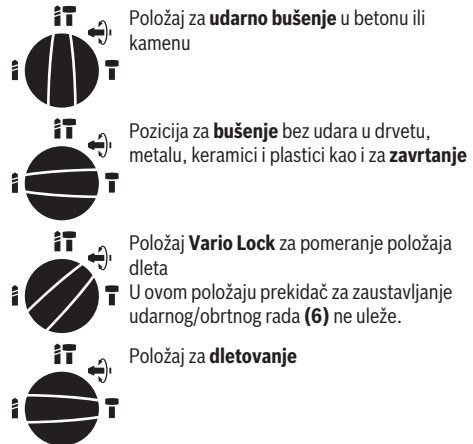 Položaj za udarno bušenje u betonu ili
kamenu
Pozicija za bušenje bez udara u drvetu,
metalu, keramici i plastici kao i za zavrtanje
Položaj Vario Lock za pomeranje položaja
dleta
U ovom položaju prekidač za zaustavljanje
udarnog/obrtnog rada (6) ne uleže.
Položaj za dletovanje